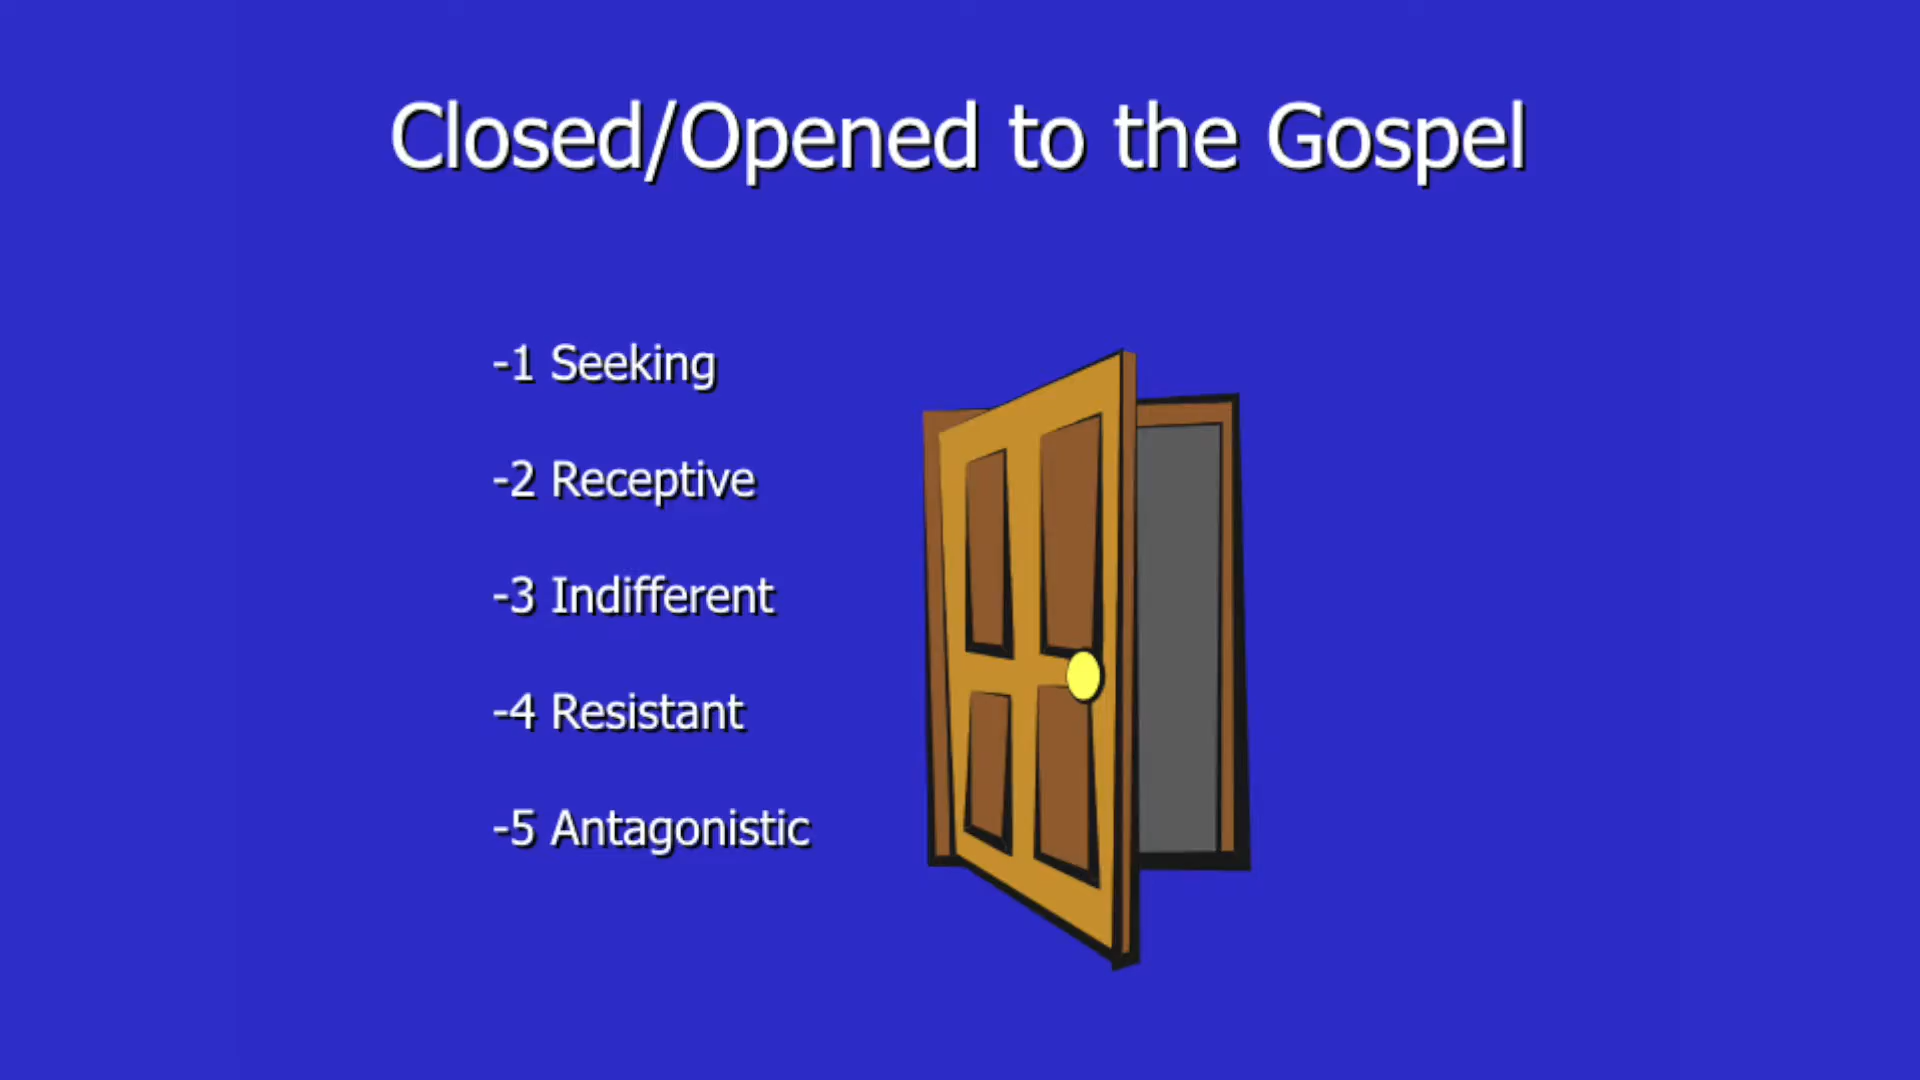 Closed/Opened to the Gospel
-1 Seeking
-2 Receptive
-3 Indifferent
-4 Resistant
-5 Antagonistic